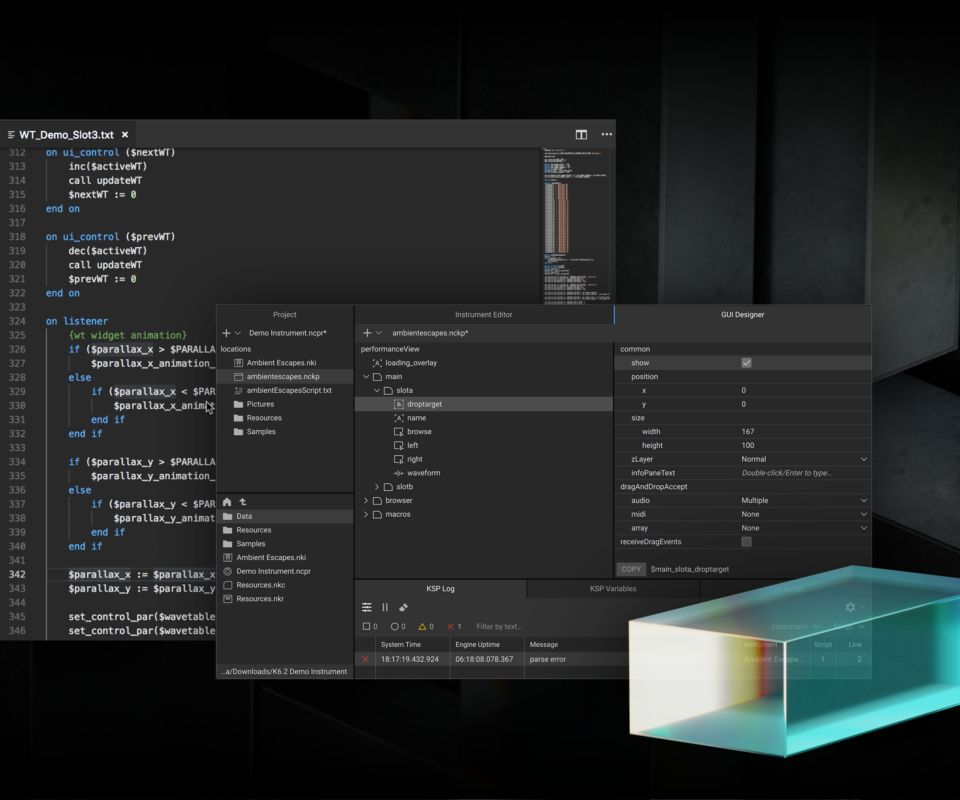 WT_Demo_Slot3.txt ×
312 on ui_control ($nextWT)
313 inc($activeWT)
314 call updateWT
315 $nextWT := 0
316 end on
317
318 on ui_control ($prevWT)
319 dec($activeWT)
320 call updateWT
321 $prevWT := 0
322 end on
323
324 on listener
325 {wt widget animation}
326 if ($parallax_x > $PARALLA
327 $parallax_x_animation_
328 else
329 if ($parallax_x < $PAR
330 $parallax_x_animat
331 end if
332 end if
333
334 if ($parallax_y > $PARALLA
335 $parallax_y_animation_
336 else
337 if ($parallax_y < $PAR
338 $parallax_y_animat
339 end if
340 end if
341
342 $parallax_x := $parallax_x
343 $parallax_y := $parallax_y
344
345 set_control_par($wavetable
346 set_control_par($wavetable
Project
Demo Instrument.ncpr*
locations
Ambient Escapes.nki
ambientescapes.nckp
ambientEscapesScript.txt
Pictures
Resources
Samples
Data
Resources
Samples
Ambient Escapes.nki
Demo Instrument.ncpr
Resources.nkc
Resources.nkr
...a/Downloads/K6.2 Demo Instrument
Instrument Editor
ambientescapes.nckp*
performanceView
loading_overlay
main
slota
droptarget
name
browse
left
right
waveform
slotb
browser
macros
GUI Designer
common
show
position
x 0
y 0
size
width 167
height 100
zLayer Normal
infoPaneText Double-click/Enter to type...
dragAndDropAccept
audio Multiple
midi None
array None
receiveDragEvents
COPY $main_slota_droptarget
KSP Log KSP Variables
0 0 0 1 Filter by text... Instrument
System Time Engine Uptime Message Instrument Script Line
18:17:19.432.924 06:18:08.078.367 parse error Ambient Escape... 1 2